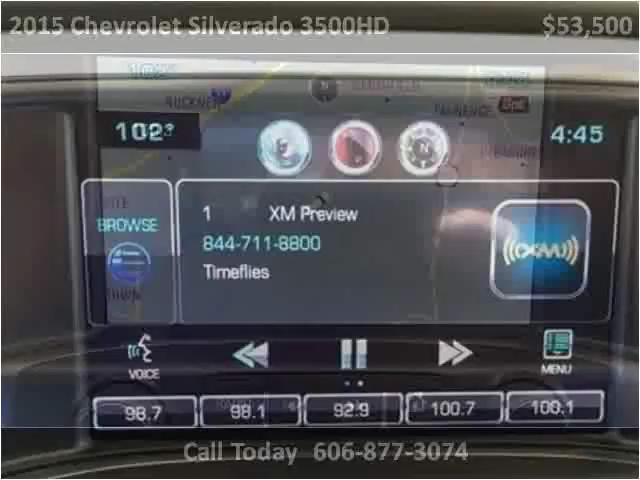 2015 Chevrolet Silverado 3500HD $53,500
102°
4:45
N
1 XM Preview
BROWSE
844-711-8800
Timeflies
((XM))
VOICE
MENU
98.7 98.1 92.9 100.7 100.1
Call Today 606-877-3074